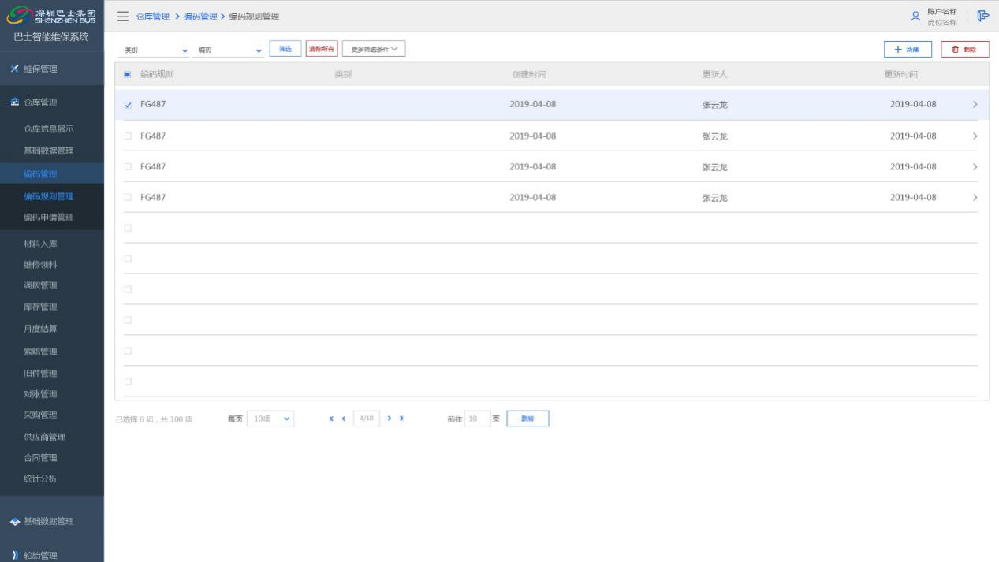 深圳巴士集团
SHENZHEN BUS
巴士智能维保系统
维保管理
仓库管理
仓库信息展示
基础数据管理
编码管理
编码规则管理
编码申请管理
材料入库
维修领料
调拨管理
库存管理
月度结算
索赔管理
旧件管理
对账管理
采购管理
供应商管理
合同管理
统计分析
基础数据管理
轮胎管理
仓库管理 > 编码管理 > 编码规则管理
账户名称
岗位名称
类别 编码 筛选 清除所有 更多筛选条件 + 新建 删除
编码规则 类别 创建时间 更新人 更新时间
FG487 2019-04-08 张云龙 2019-04-08 >
FG487 2019-04-08 张云龙 2019-04-08 >
FG487 2019-04-08 张云龙 2019-04-08 >
FG487 2019-04-08 张云龙 2019-04-08 >
已选择 6 项，共 100 项 每页 10项 4/10 前往 10 页 跳转